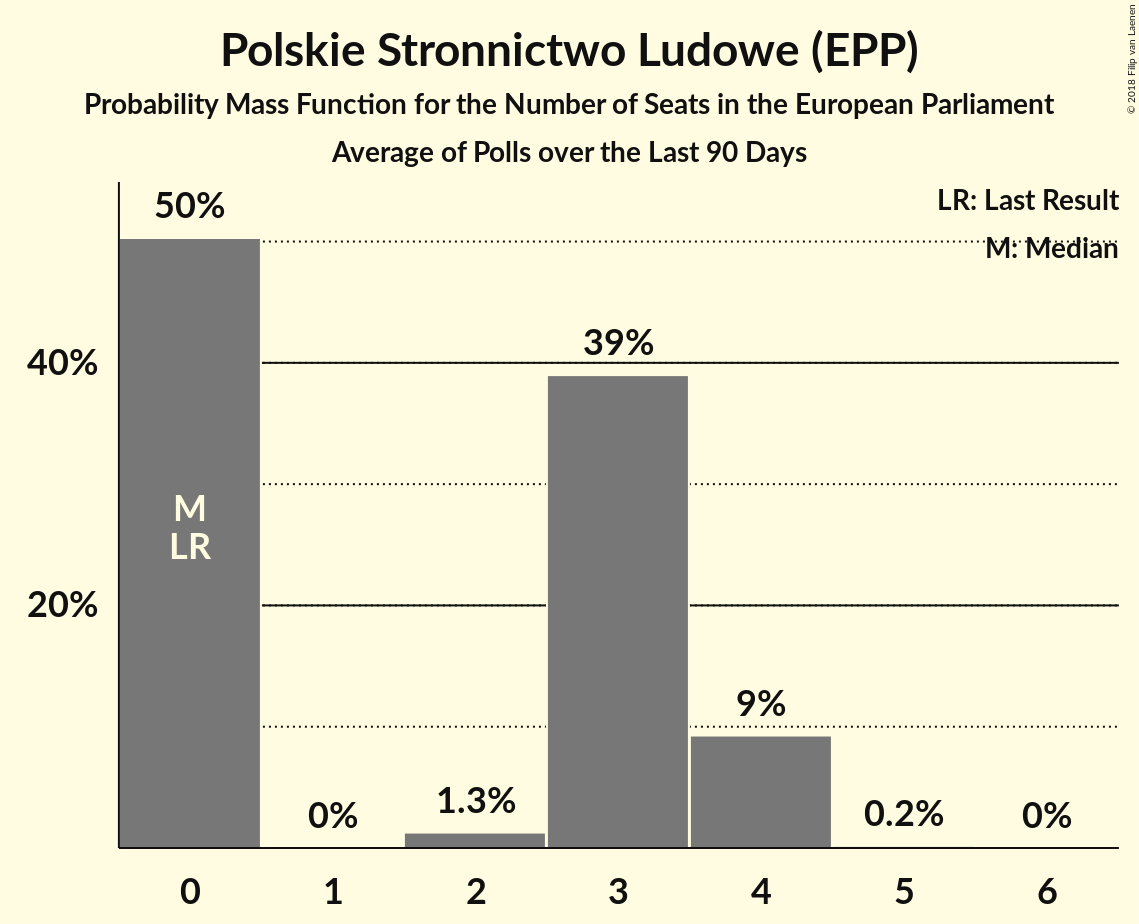 Polskie Stronnictwo Ludowe (EPP)
Probability Mass Function for the Number of Seats in the European Parliament
Average of Polls over the Last 90 Days
© 2018 Filip van Laenen
LR: Last Result
M: Median
50%
40%
39%
M
LR
20%
9%
0%
1.3%
0.2%
0%
0 1 2 3 4 5 6